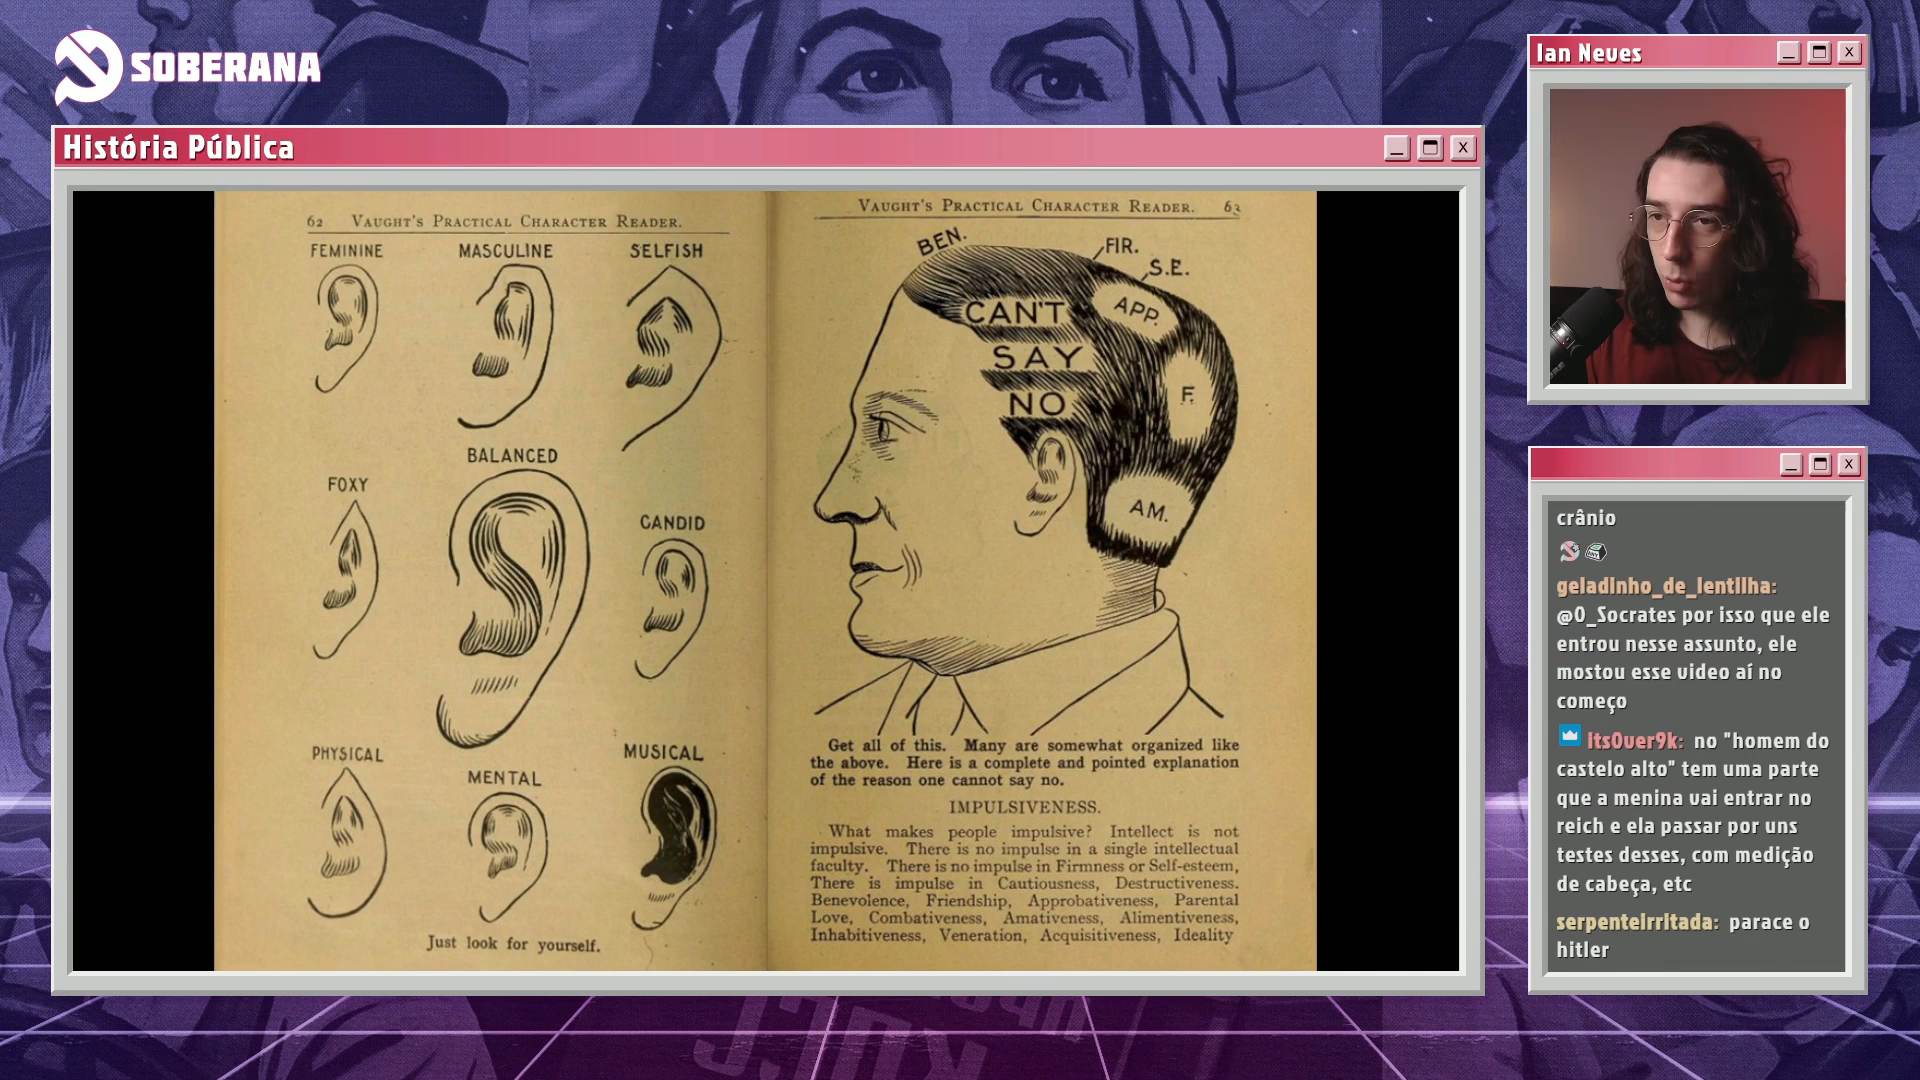 SOBERANA
História Pública
62 VAUGHT'S PRACTICAL CHARACTER READER.
FEMININE
MASCULINE
SELFISH
FOXY
BALANCED
CANDID
PHYSICAL
MENTAL
MUSICAL
Just look for yourself.
VAUGHT'S PRACTICAL CHARACTER READER. 63
BEN.
FIR.
S.E.
APP.
CAN'T
SAY
NO
F.
AM.
Get all of this. Many are somewhat organized like
the above. Here is a complete and pointed explanation
of the reason one cannot say no.
IMPULSIVENESS.
What makes people impulsive? Intellect is not
impulsive. There is no impulse in a single intellectual
faculty. There is no impulse in Firmness or Self-esteem,
There is impulse in Cautiousness, Destructiveness.
Benevolence, Friendship, Approbativeness, Parental
Love, Combativeness, Amativeness, Alimentiveness,
Inhabitiveness, Veneration, Acquisitiveness, Ideality
Ian Neves
crânio
geladinho_de_lentilha:
@0_Socrates por isso que ele
entrou nesse assunto, ele
mostou esse video aí no
começo
Its0ver9k: no "homem do
castelo alto" tem uma parte
que a menina vai entrar no
reich e ela passar por uns
testes desses, com medição
de cabeça, etc
serpenteirritada: parace o
hitler